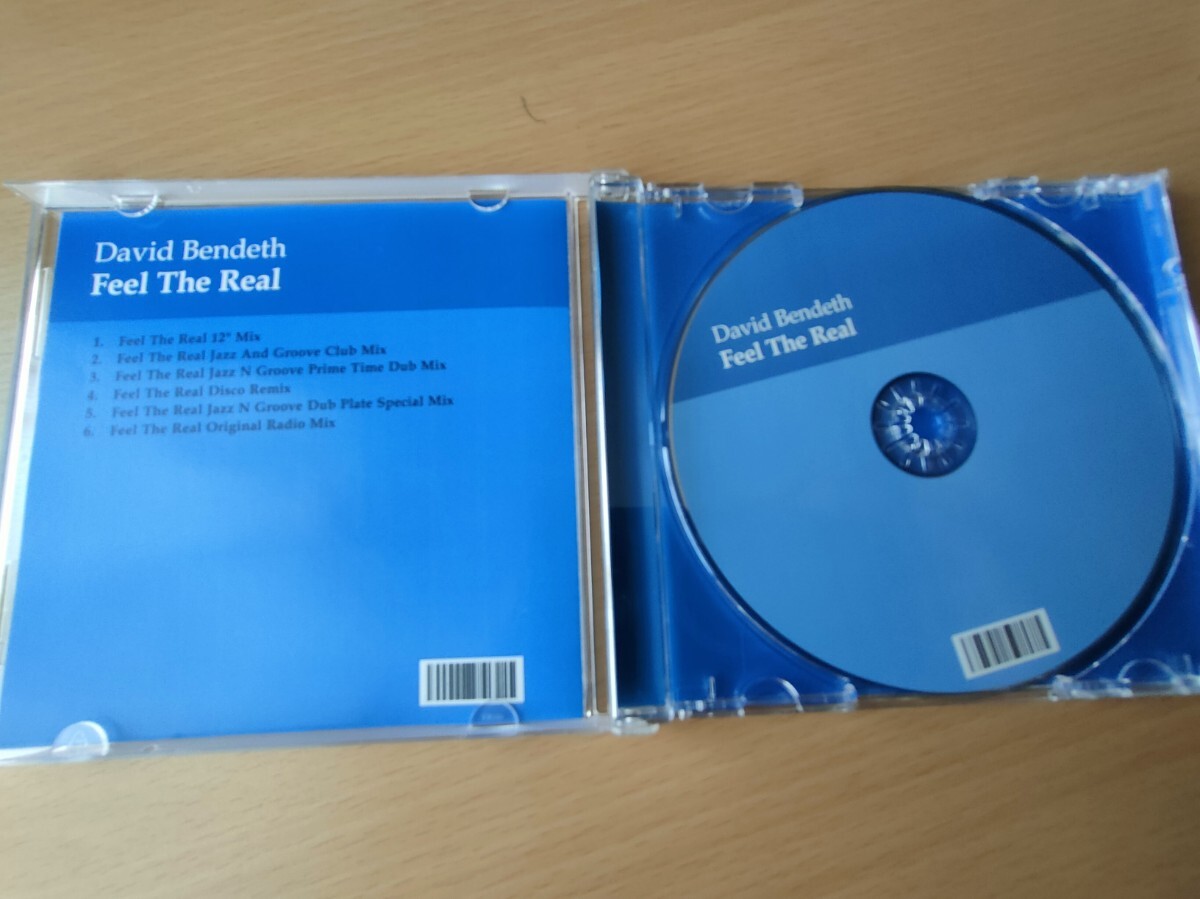 David Bendeth
Feel The Real
1. Feel The Real 12" Mix
2. Feel The Real Jazz And Groove Club Mix
3. Feel The Real Jazz N Groove Prime Time Dub Mix
4. Feel The Real Disco Remix
5. Feel The Real Jazz N Groove Dub Plate Special Mix
6. Feel The Real Original Radio Mix
David Bendeth
Feel The Real